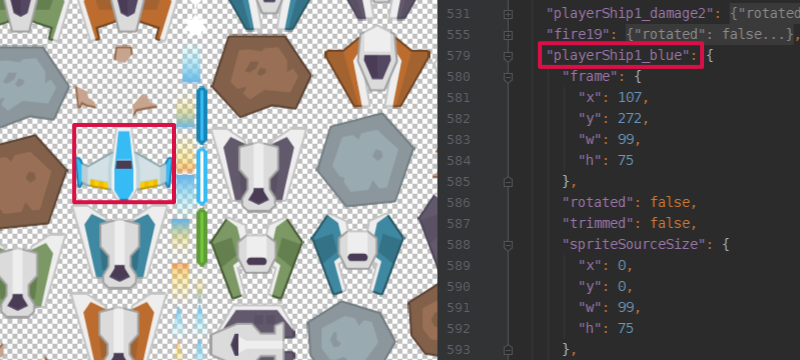 531 "playerShip1_damage2": {"rotated
555 "fire19": {"rotated": false...},
579 "playerShip1_blue": {
580 "frame": {
581 "x": 107,
582 "y": 272,
583 "w": 99,
584 "h": 75
585 },
586 "rotated": false,
587 "trimmed": false,
588 "spriteSourceSize": {
589 "x": 0,
590 "y": 0,
591 "w": 99,
592 "h": 75
593 },